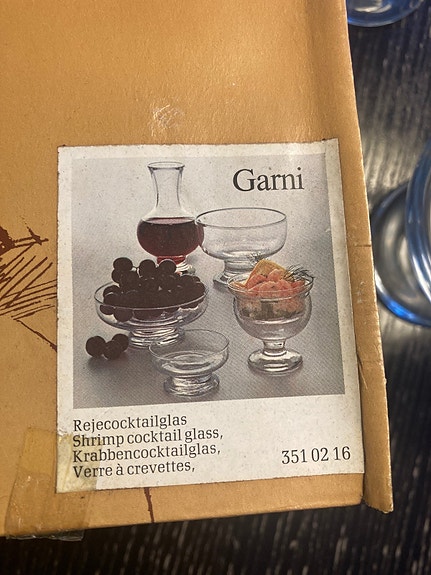 Garni
Rejecocktailglas
Shrimp cocktail glass,
Krabbencocktailglas,
Verre à crevettes,
351 02 16